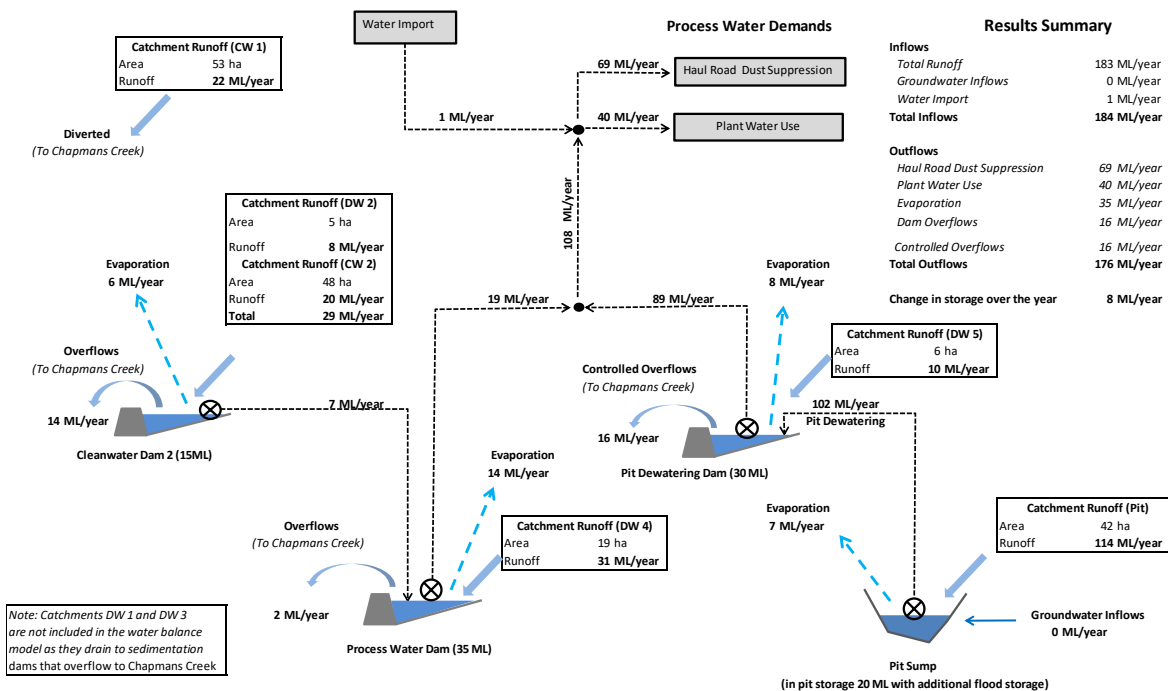 Water Import
Process Water Demands
Results Summary
Catchment Runoff (CW 1)
Area 53 ha
Runoff 22 ML/year
Diverted
(To Chapmans Creek)
69 ML/year
Haul Road Dust Suppression
1 ML/year
40 ML/year
Plant Water Use
108 ML/year
Inflows
Total Runoff 183 ML/year
Groundwater Inflows 0 ML/year
Water Import 1 ML/year
Total Inflows 184 ML/year
Outflows
Haul Road Dust Suppression 69 ML/year
Plant Water Use 40 ML/year
Evaporation 35 ML/year
Dam Overflows 16 ML/year
Controlled Overflows 16 ML/year
Total Outflows 176 ML/year
Change in storage over the year 8 ML/year
Catchment Runoff (DW 2)
Area 5 ha
Runoff 8 ML/year
Catchment Runoff (CW 2)
Area 48 ha
Runoff 20 ML/year
Total 29 ML/year
Evaporation
6 ML/year
Overflows
(To Chapmans Creek)
14 ML/year
Cleanwater Dam 2 (15ML)
7 ML/year
19 ML/year
89 ML/year
Evaporation
8 ML/year
Catchment Runoff (DW 5)
Area 6 ha
Runoff 10 ML/year
Controlled Overflows
(To Chapmans Creek)
16 ML/year
Pit Dewatering Dam (30 ML)
102 ML/year
Pit Dewatering
Evaporation
14 ML/year
Overflows
(To Chapmans Creek)
2 ML/year
Catchment Runoff (DW 4)
Area 19 ha
Runoff 31 ML/year
Process Water Dam (35 ML)
Evaporation
7 ML/year
Catchment Runoff (Pit)
Area 42 ha
Runoff 114 ML/year
Groundwater Inflows
0 ML/year
Pit Sump
(in pit storage 20 ML with additional flood storage)
Note: Catchments DW 1 and DW 3
are not included in the water balance
model as they drain to sedimentation
dams that overflow to Chapmans Creek